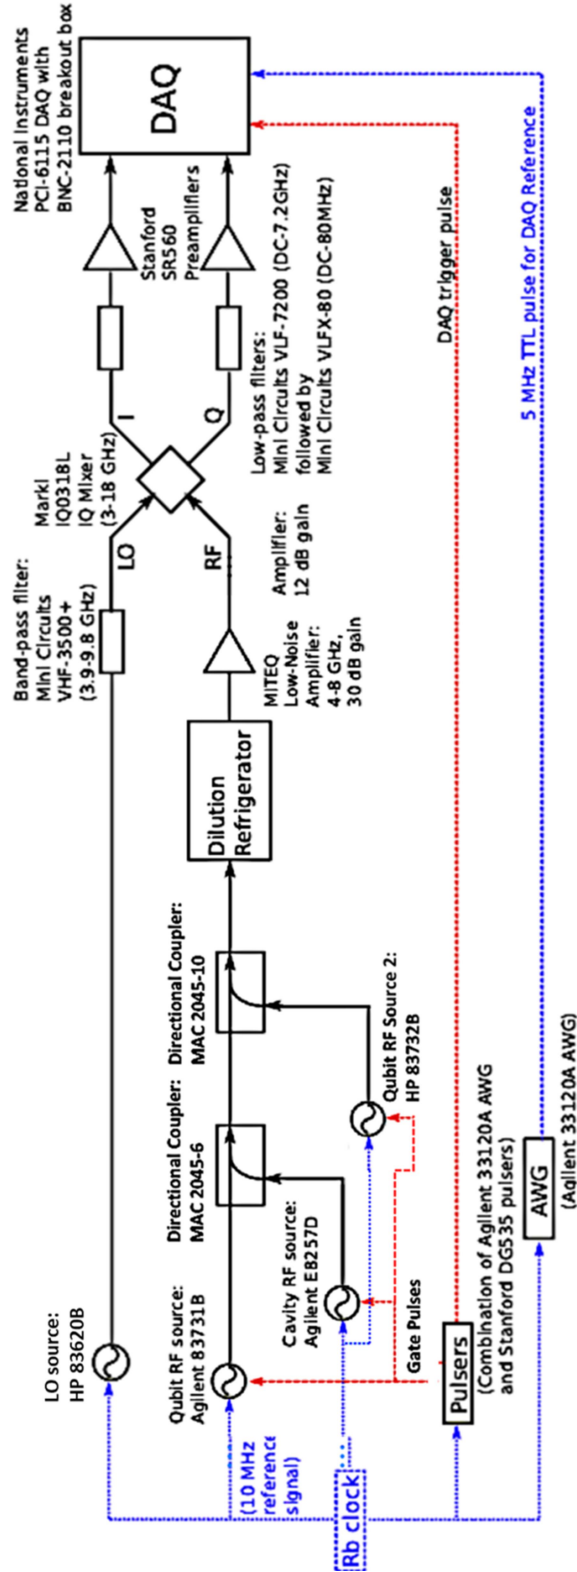 National Instruments
PCI-6115 DAQ with
BNC-2110 breakout box
DAQ
Stanford
SR560
Preamplifiers
I
Q
Low-pass filters:
Mini Circuits VLF-7200 (DC-7.2GHz)
followed by
Mini Circuits VLFX-80 (DC-80MHz)
Marki
IQ0318L
IQ Mixer
(3-18 GHz)
LO
RF
Amplifier:
12 dB gain
Band-pass filter:
Mini Circuits
VHF-3500+
(3.9-9.8 GHz)
MITEQ
Low-Noise
Amplifier:
4-8 GHz,
30 dB gain
Dilution
Refrigerator
Directional Coupler:
MAC 2045-10
Directional Coupler:
MAC 2045-6
Qubit RF Source 2:
HP 83732B
Cavity RF source:
Agilent E8257D
Qubit RF source:
Agilent 83731B
LO source:
HP 83620B
(10 MHz
reference
signal)
Rb clock
Gate Pulses
Pulsers
(Combination of Agilent 33120A AWG
and Stanford DG535 pulsers)
AWG
(Agilent 33120A AWG)
DAQ trigger pulse
5 MHz TTL pulse for DAQ Reference